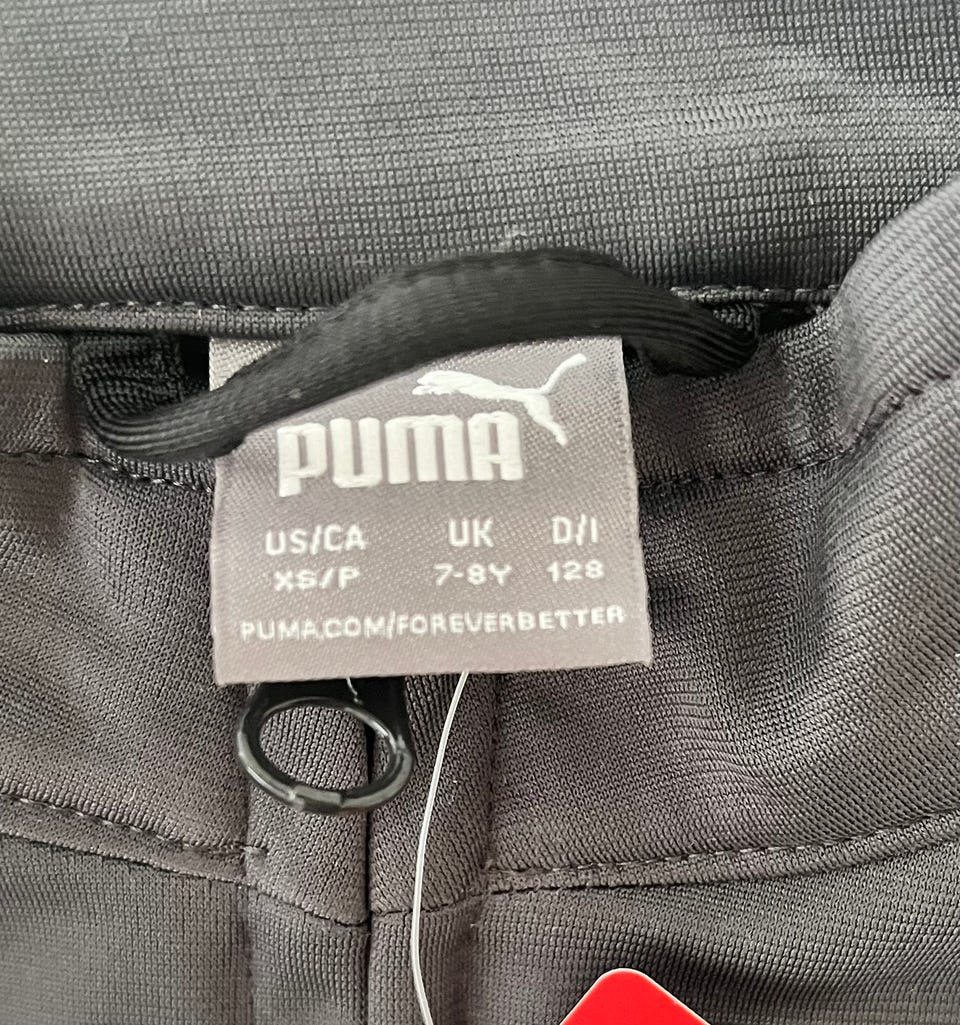 PUMA
US/CA UK D/I
XS/P 7-8Y 128
PUMA.COM/FOREVERBETTER